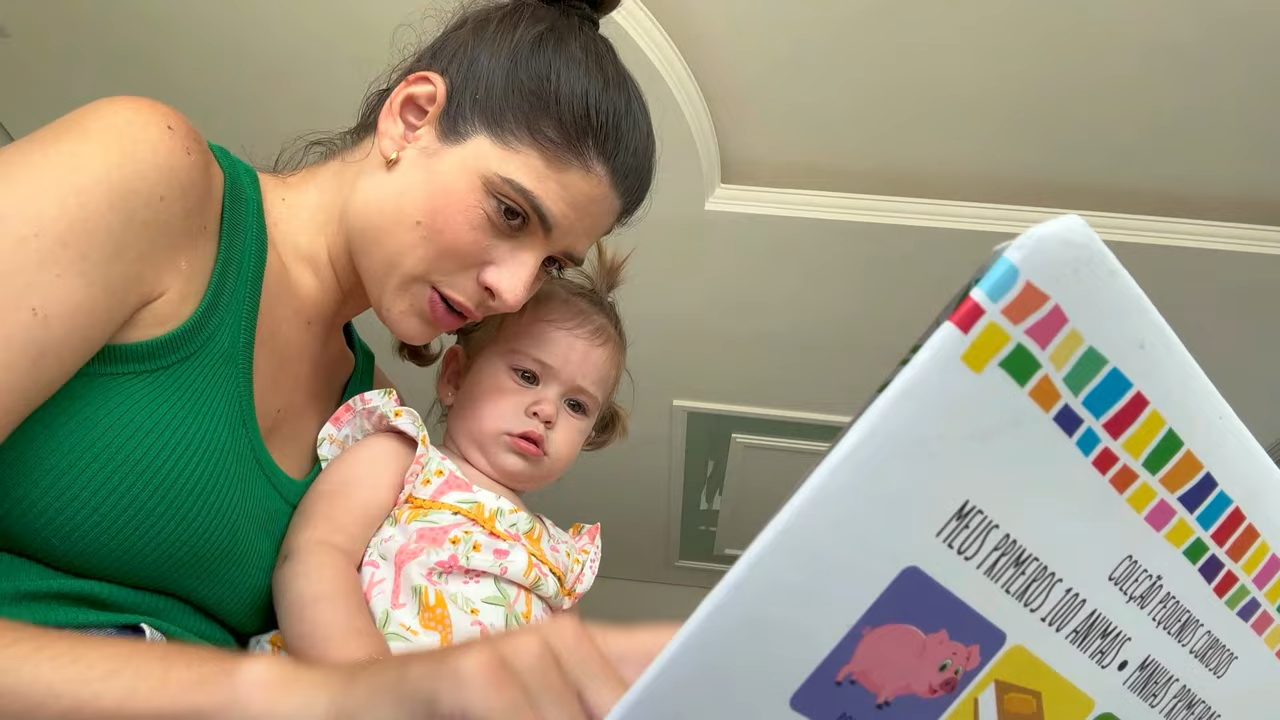 COLEÇÃO PEQUENOS CURIOSOS
MEUS PRIMEIROS 100 ANIMAIS • MINHAS PRIMEIRAS